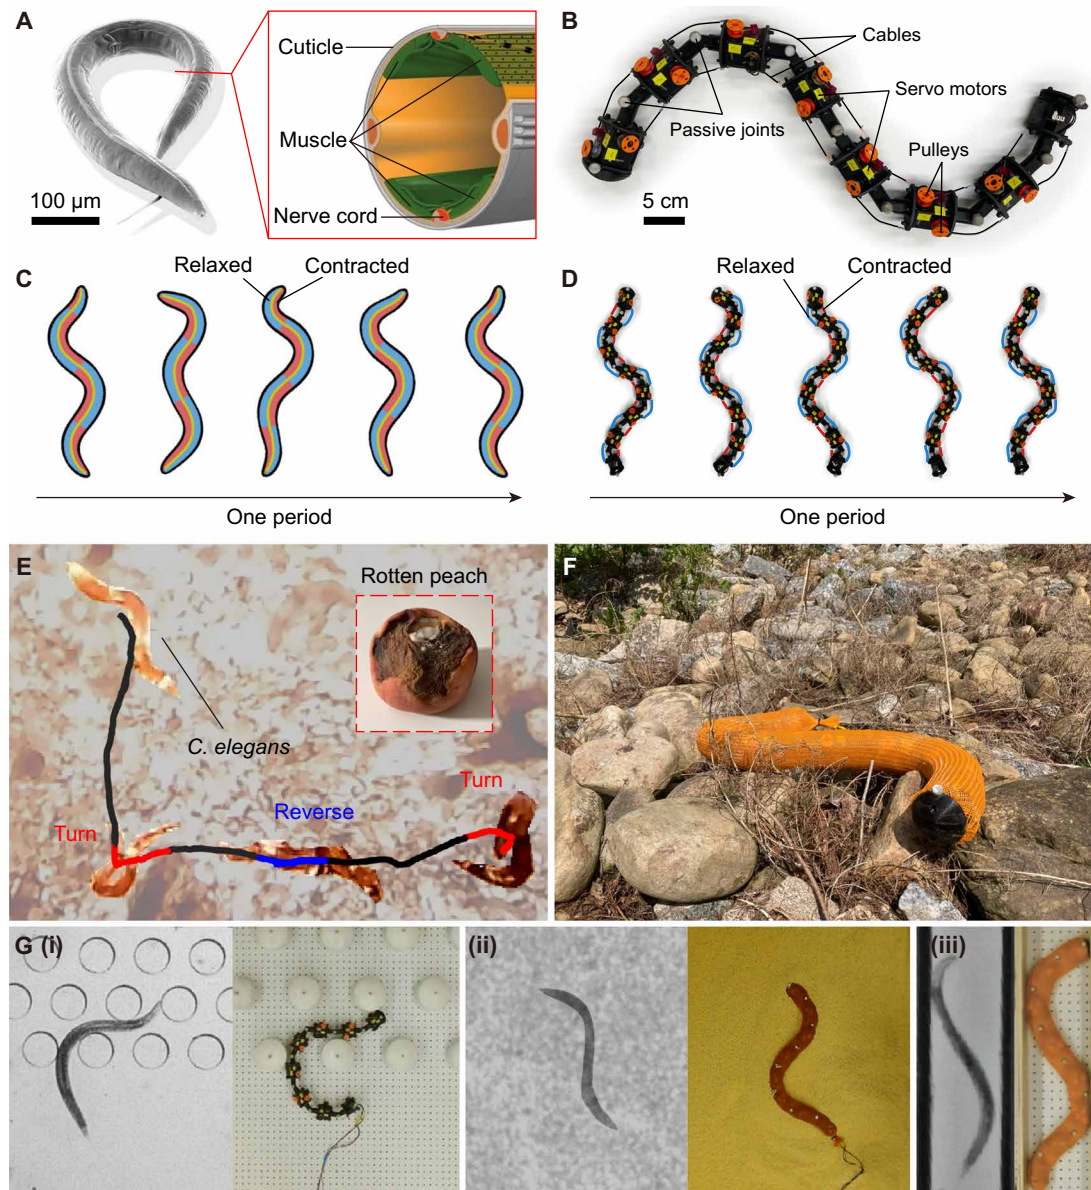 A
Cuticle
Muscle
Nerve cord
100 µm
B
Cables
Servo motors
Passive joints
Pulleys
5 cm
C
Relaxed
Contracted
One period
D
Relaxed
Contracted
One period
E
Rotten peach
C. elegans
Turn
Reverse
Turn
F
G (i)
(ii)
(iii)